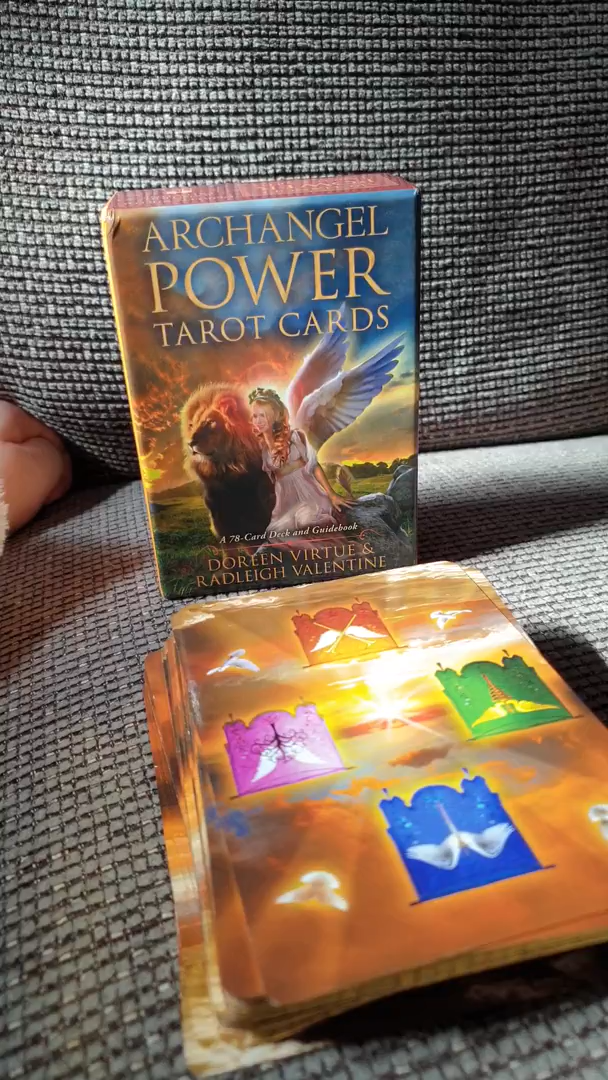 ARCHANGEL
POWER
TAROT CARDS
A 78-Card Deck and Guidebook
DOREEN VIRTUE &
RADLEIGH VALENTINE